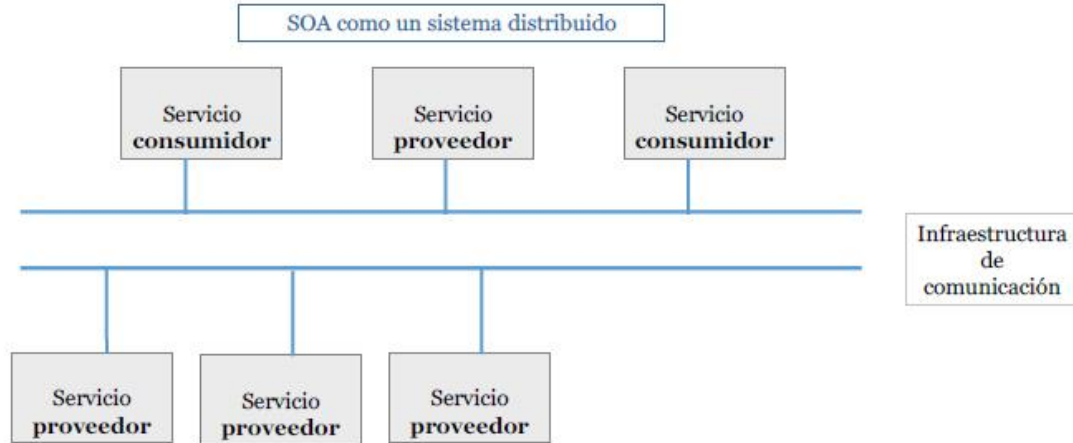 SOA como un sistema distribuido
Servicio
consumidor
Servicio
proveedor
Servicio
consumidor
Infraestructura
de
comunicación
Servicio
proveedor
Servicio
proveedor
Servicio
proveedor